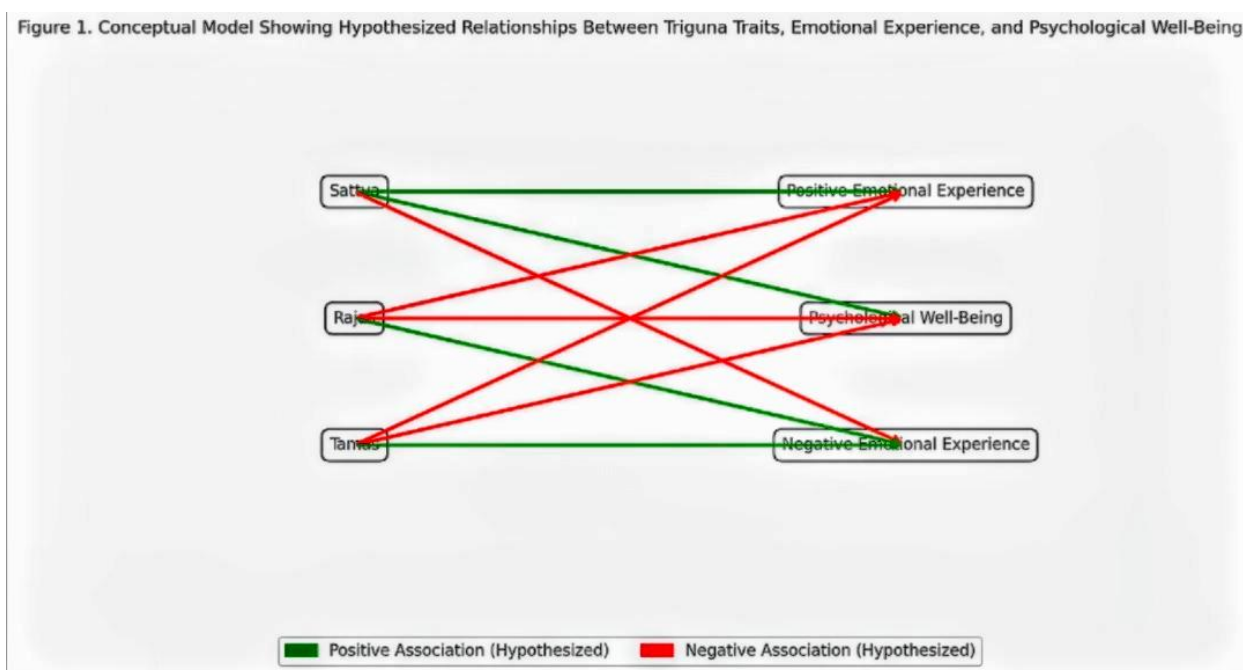 Figure 1. Conceptual Model Showing Hypothesized Relationships Between Triguna Traits, Emotional Experience, and Psychological Well-Being
Sattva
Positive Emotional Experience
Rajas
Psychological Well-Being
Tamas
Negative Emotional Experience
Positive Association (Hypothesized)
Negative Association (Hypothesized)